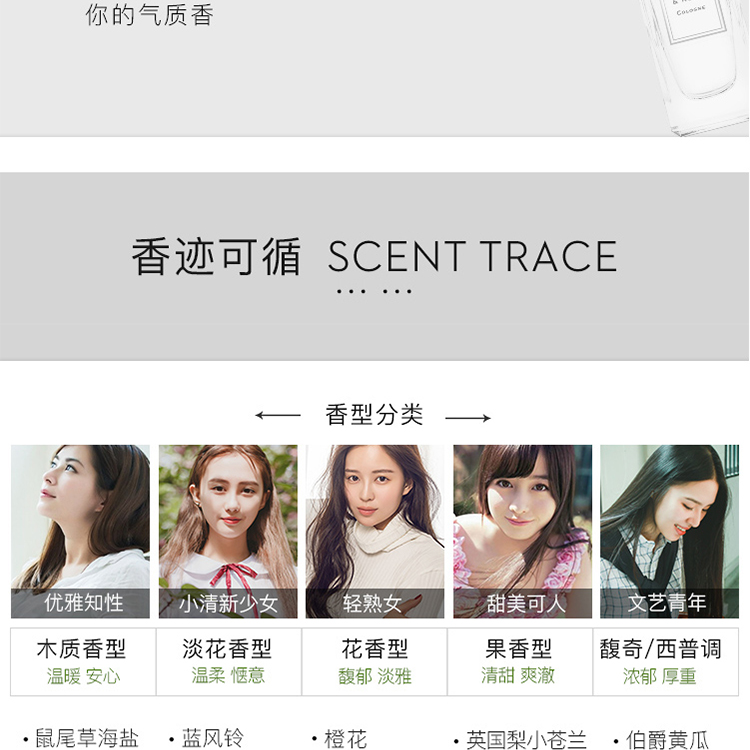 你的气质香
COLOGNE
香迹可循 SCENT TRACE
香型分类
优雅知性 小清新少女 轻熟女 甜美可人 文艺青年
木质香型 淡花香型 花香型 果香型 馥奇/西普调
温暖 安心 温柔 惬意 馥郁 淡雅 清甜 爽澈 浓郁 厚重
·鼠尾草海盐 ·蓝风铃 ·橙花 ·英国梨小苍兰 ·伯爵黄瓜